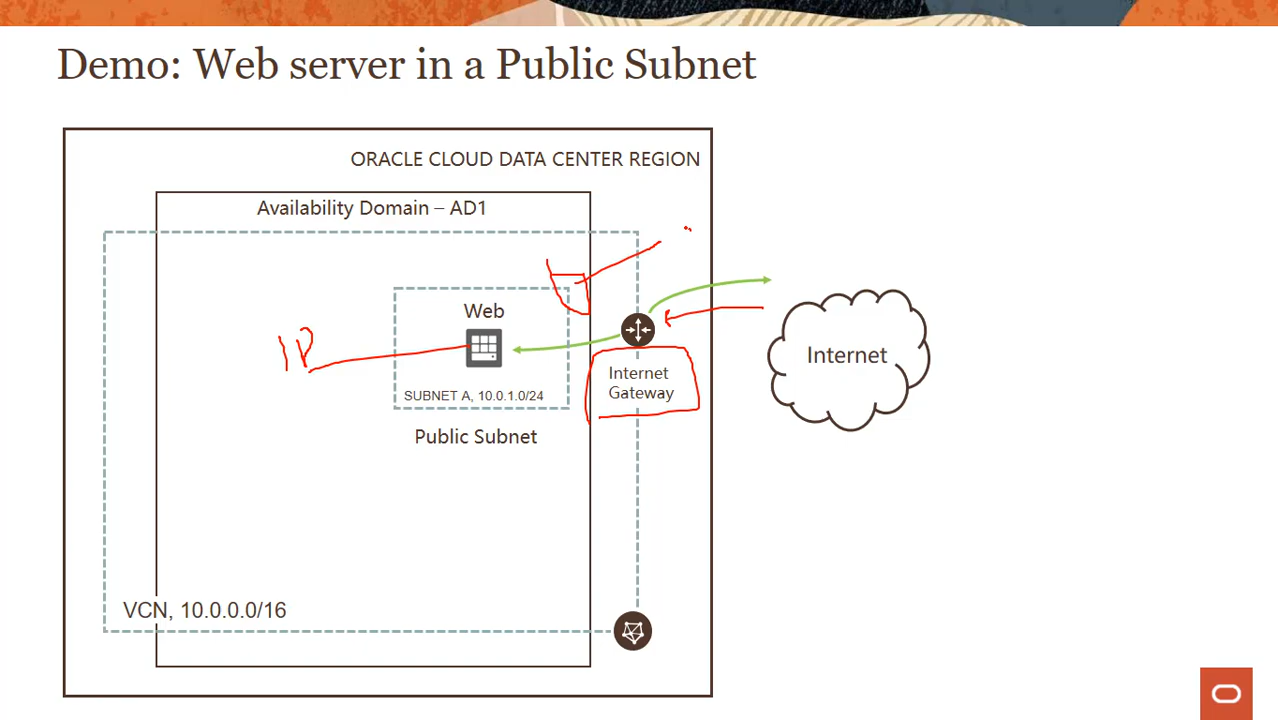 Demo: Web server in a Public Subnet
ORACLE CLOUD DATA CENTER REGION
Availability Domain – AD1
Web
IP
Internet
Internet
Gateway
SUBNET A, 10.0.1.0/24
Public Subnet
VCN, 10.0.0.0/16